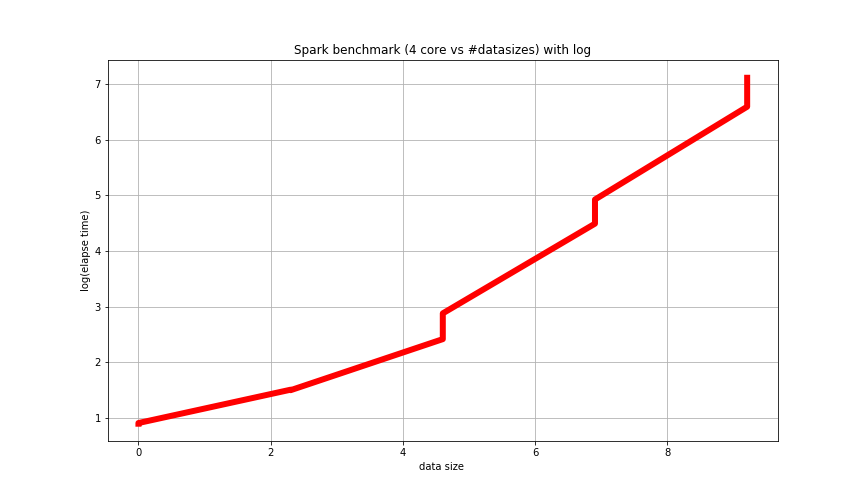 Spark benchmark (4 core vs #datasizes) with log
7
6
5
4
3
2
1
log(elapse time)
0 2 4 6 8
data size